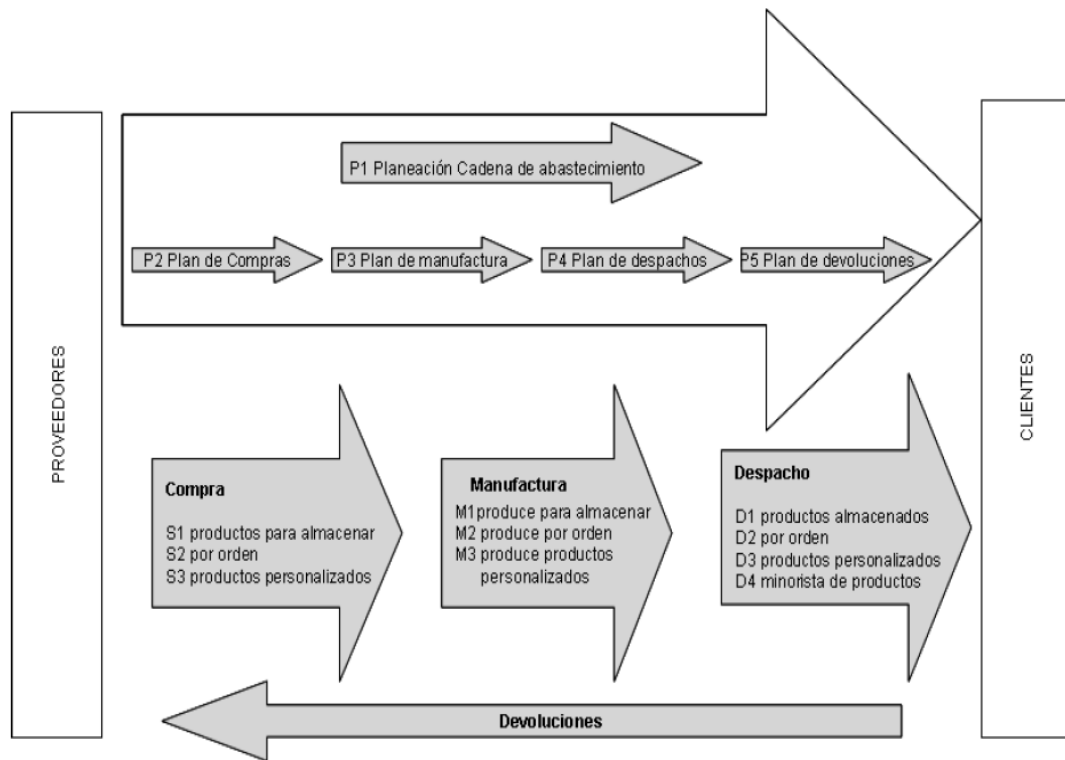 PROVEEDORES
P1 Planeación Cadena de abastecimiento
P2 Plan de Compras
P3 Plan de manufactura
P4 Plan de despachos
P5 Plan de devoluciones
Compra
S1 productos para almacenar
S2 por orden
S3 productos personalizados
Manufactura
M1produce para almacenar
M2 produce por orden
M3 produce productos
personalizados
Despacho
D1 productos almacenados
D2 por orden
D3 productos personalizados
D4 minorista de productos
Devoluciones
CLIENTES